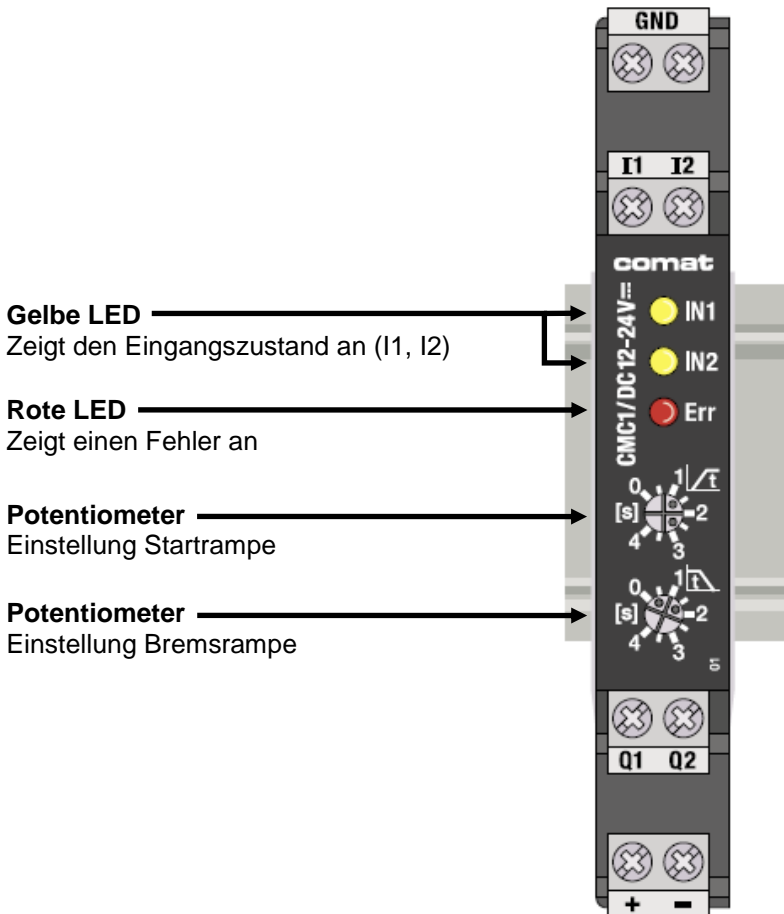 GND
I1 I2
comat
CMC1/DC12-24V
IN1
IN2
Err
Gelbe LED
Zeigt den Eingangszustand an (I1, I2)
Rote LED
Zeigt einen Fehler an
Potentiometer
Einstellung Startrampe
0 1 t
[s] 2
4 3
Potentiometer
Einstellung Bremsrampe
0 1 t
[s] 2
4 3
Q1 Q2
+ −